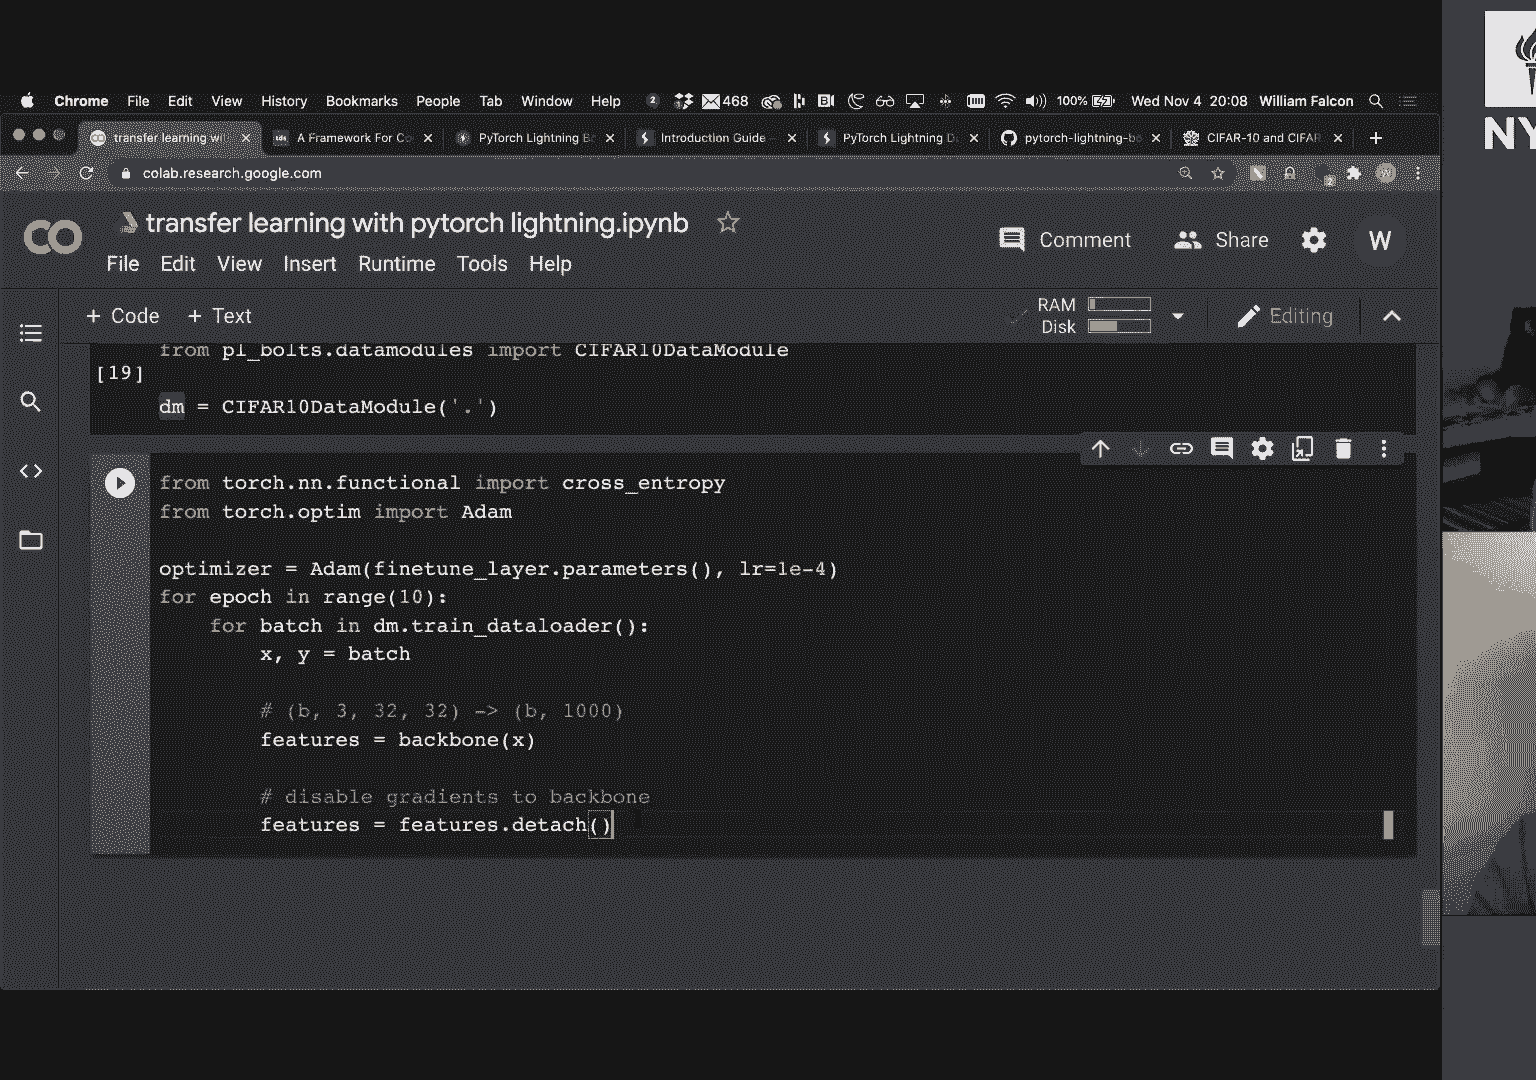 Chrome File Edit View History Bookmarks People Tab Window Help 2 468 100% Wed Nov 4 20:08 William Falcon
transfer learning wi A Framework For Co PyTorch Lightning B Introduction Guide PyTorch Lightning D pytorch-lightning-bo CIFAR-10 and CIFAR
colab.research.google.com
transfer learning with pytorch lightning.ipynb
Comment Share W
File Edit View Insert Runtime Tools Help
+ Code + Text RAM Disk Editing
from pl_bolts.datamodules import CIFAR10DataModule
[19]
dm = CIFAR10DataModule('.')
from torch.nn.functional import cross_entropy
from torch.optim import Adam
optimizer = Adam(finetune_layer.parameters(), lr=1e-4)
for epoch in range(10):
for batch in dm.train_dataloader():
x, y = batch
# (b, 3, 32, 32) -> (b, 1000)
features = backbone(x)
# disable gradients to backbone
features = features.detach()
NY